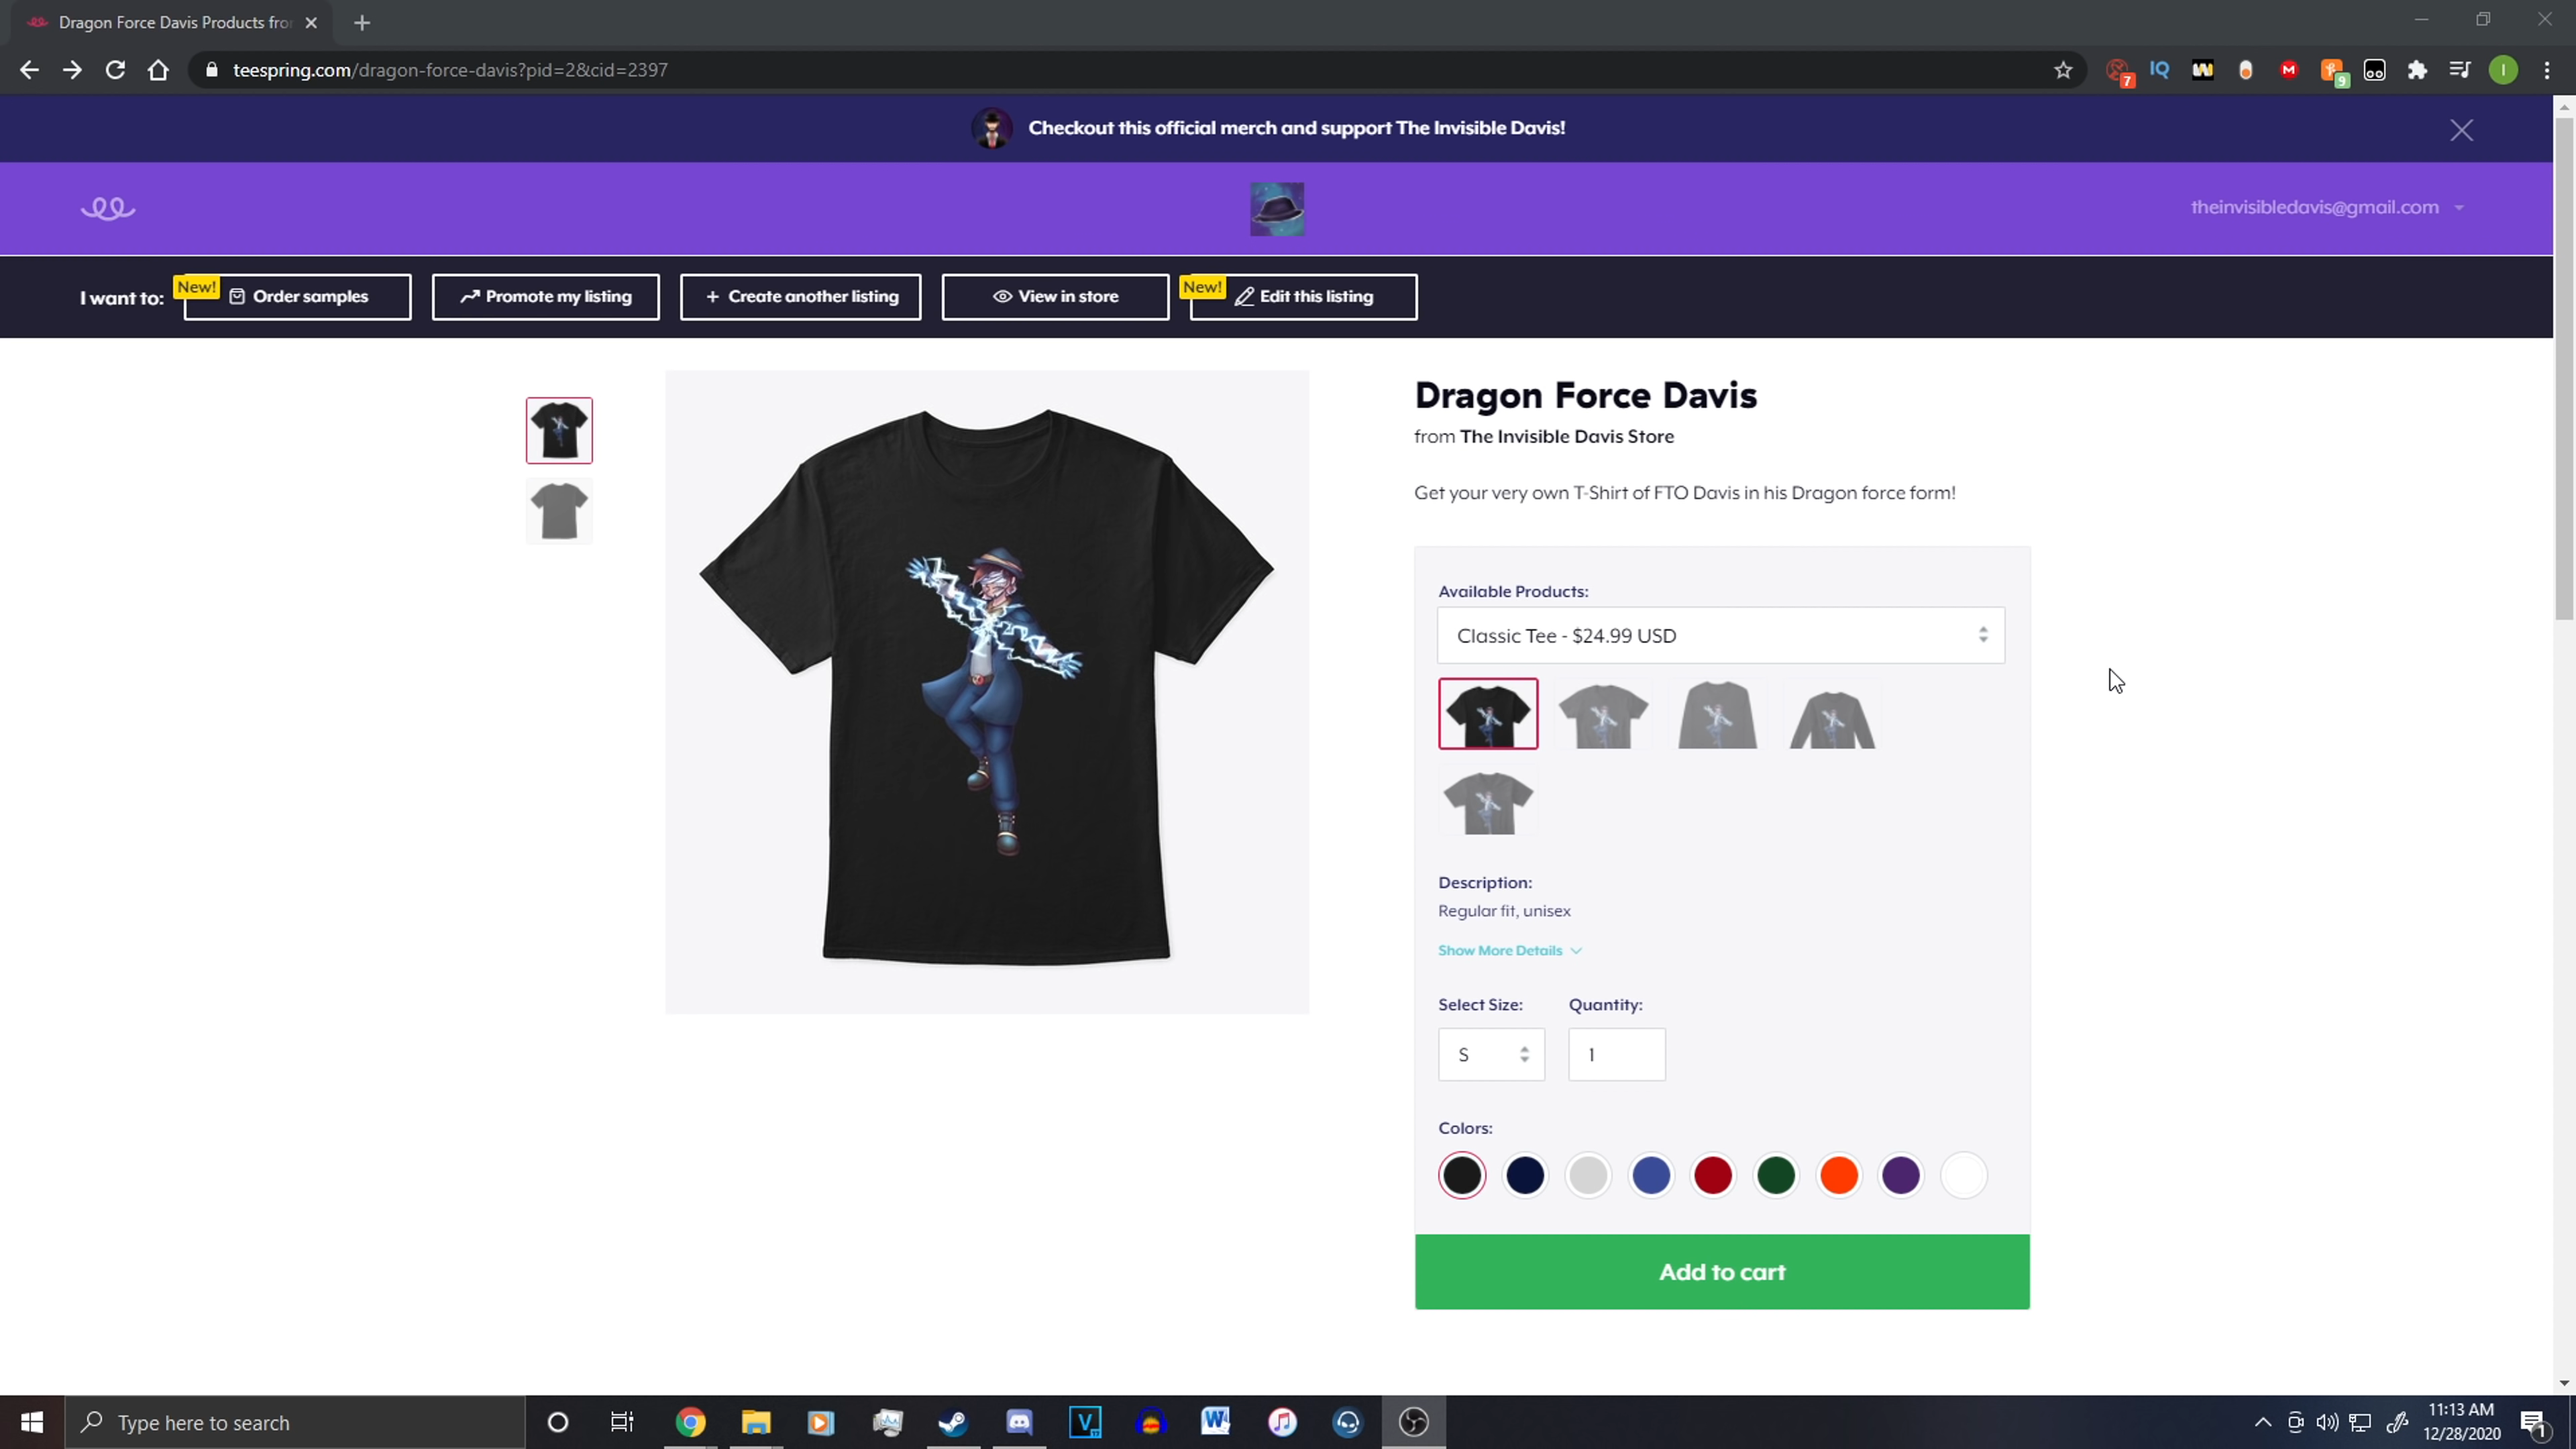 Dragon Force Davis Products fro
teespring.com/dragon-force-davis?pid=2&cid=2397
7
IQ
9
I
Checkout this official merch and support The Invisible Davis!
theinvisibledavis@gmail.com
I want to:
New!
Order samples
Promote my listing
+ Create another listing
View in store
New!
Edit this listing
Dragon Force Davis
from The Invisible Davis Store
Get your very own T-Shirt of FTO Davis in his Dragon force form!
Available Products:
Classic Tee - $24.99 USD
Description:
Regular fit, unisex
Show More Details
Select Size: Quantity:
S 1
Colors:
Add to cart
Type here to search
11:13 AM
12/28/2020
1